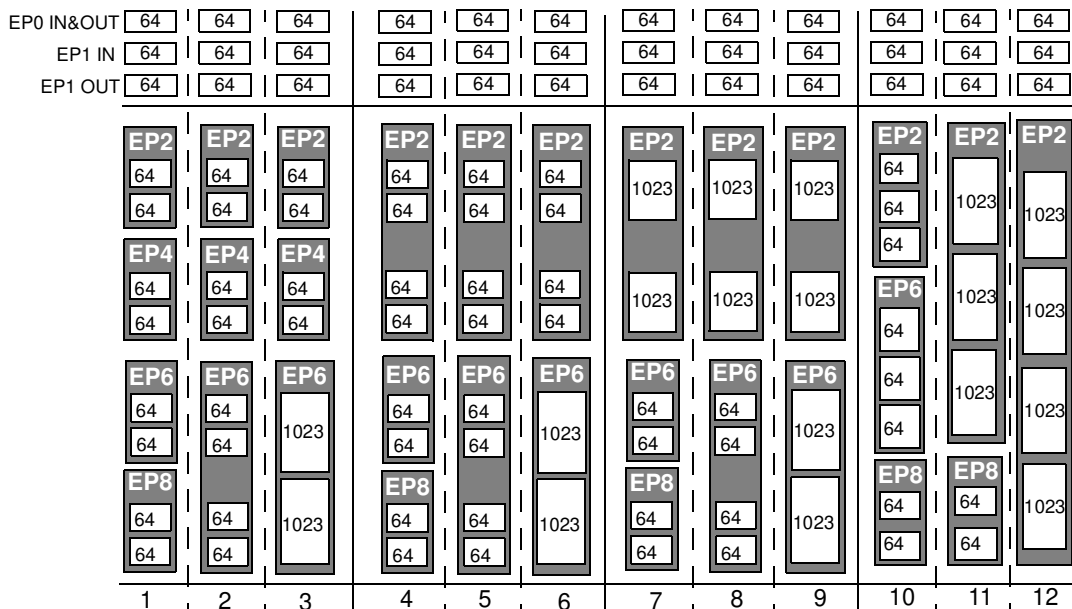 EP0 IN&OUT 64 64 64 64 64 64 64 64 64 64 64 64
EP1 IN 64 64 64 64 64 64 64 64 64 64 64 64
EP1 OUT 64 64 64 64 64 64 64 64 64 64 64 64
EP2 EP2 EP2 EP2 EP2 EP2 EP2 EP2 EP2 EP2 EP2 EP2
64 64 64 64 64 64 1023 1023 1023 64 1023 1023
64 64 64 64 64 64 64
EP4 EP4 EP4 64
64 64 64 64 64 64 1023 1023 1023 EP6 1023 1023
64 64 64 64 64 64 64
EP6 EP6 EP6 EP6 EP6 EP6 EP6 EP6 EP6 64
64 64 1023 64 64 1023 64 64 1023 64 1023 1023
64 64 64 64 64 64
EP8 EP8 EP8 EP8 EP8
64 64 1023 64 64 1023 64 64 1023 64 64 1023
64 64 64 64 64 64 64 64
1 2 3 4 5 6 7 8 9 10 11 12